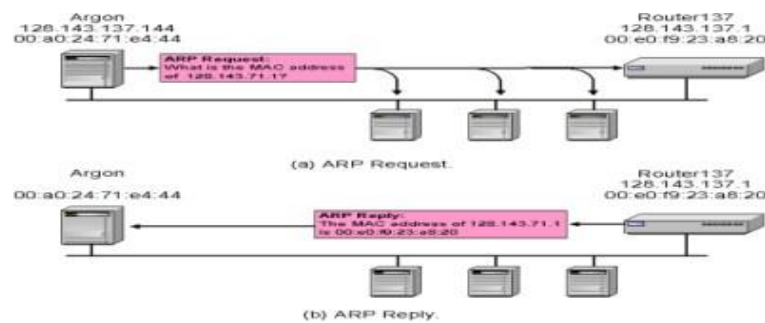 Argon
128.143.137.144
00:a0:24:71:e4:44
Router137
128.143.137.1
00:e0:f9:23:a8:20
ARP Request:
What is the MAC address
of 128.143.71.1?
(a) ARP Request.
Argon
00:a0:24:71:e4:44
Router137
128.143.137.1
00:e0:f9:23:a8:20
ARP Reply:
The MAC address of 128.143.71.1
is 00:e0:f9:23:a8:20
(b) ARP Reply.